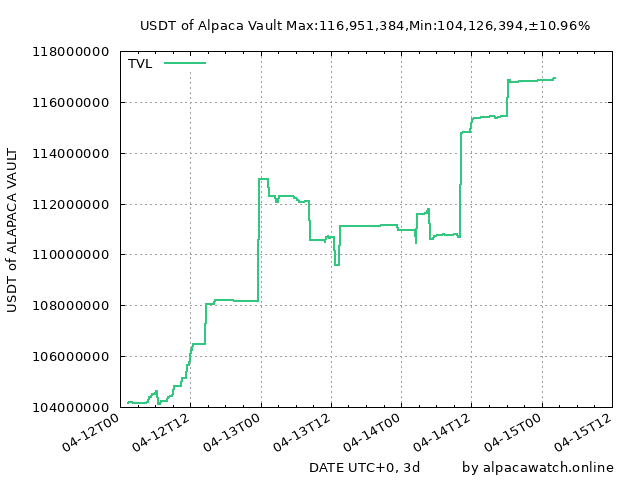 USDT of Alpaca Vault Max:116,951,384,Min:104,126,394,±10.96%
TVL
118000000
116000000
114000000
112000000
110000000
108000000
106000000
104000000
USDT of ALAPACA VAULT
04-12T00
04-12T12
04-13T00
04-13T12
04-14T00
04-14T12
04-15T00
04-15T12
DATE UTC+0, 3d
by alpacawatch.online